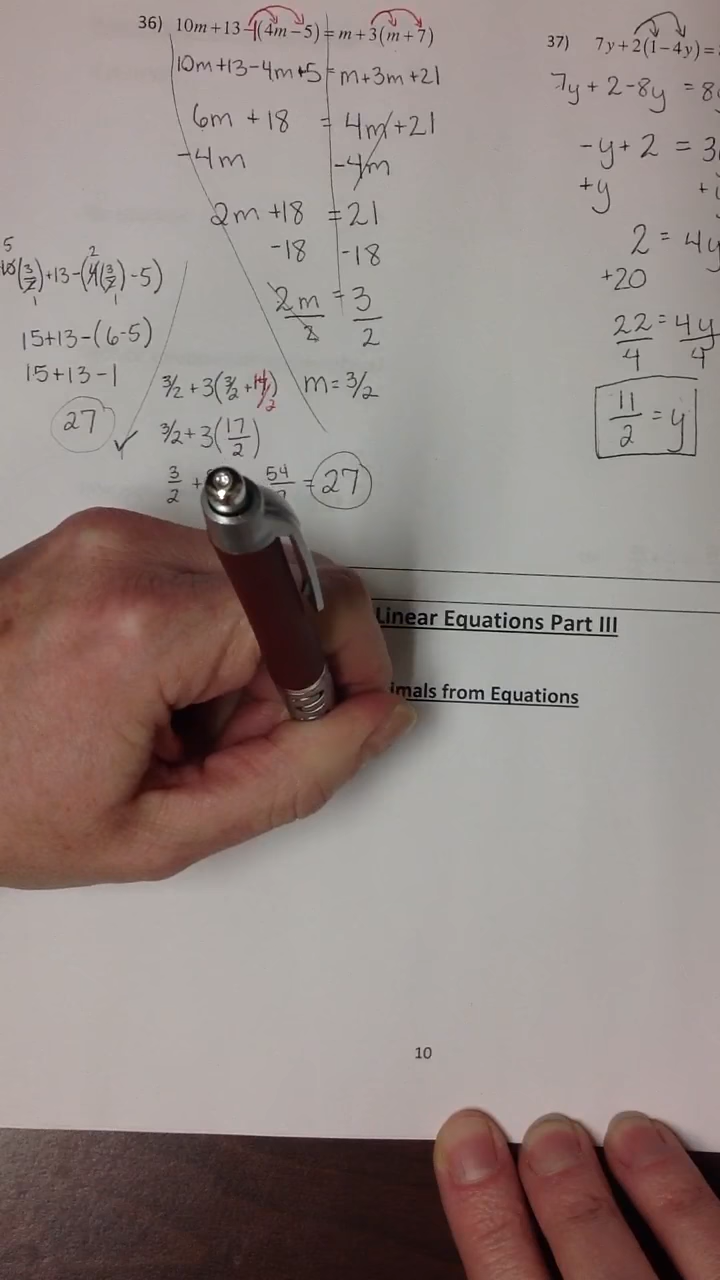 36) 10m+13-1(4m-5)=m+3(m+7)
10m+13-4m+5=m+3m+21
6m+18=4m+21
-4m -4m
2m+18=21
-18 -18
2m/2=3/2
m=3/2
5 2
10(3/2)+13-(4(3/2)-5)
1 1
15+13-(6-5)
15+13-1
27 ✓
3/2+3(3/2+14/2)
3/2+3(17/2)
3/2+ 54 =27
37) 7y+2(1-4y)=
7y+2-8y=8
-y+2=3
+y +
2=4y
+20
22/4=4y/4
11/2=y
Linear Equations Part III
from Equations
10